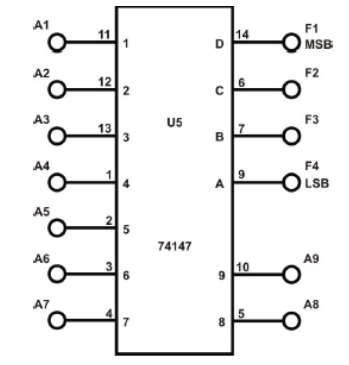 A1 11 1 D 14 F1
MSB
A2 12 2 C 6 F2
A3 13 3 U5 B 7 F3
A4 1 4 A 9 F4
LSB
A5 2 5
74147
A6 3 6 9 10 A9
A7 4 7 8 5 A8